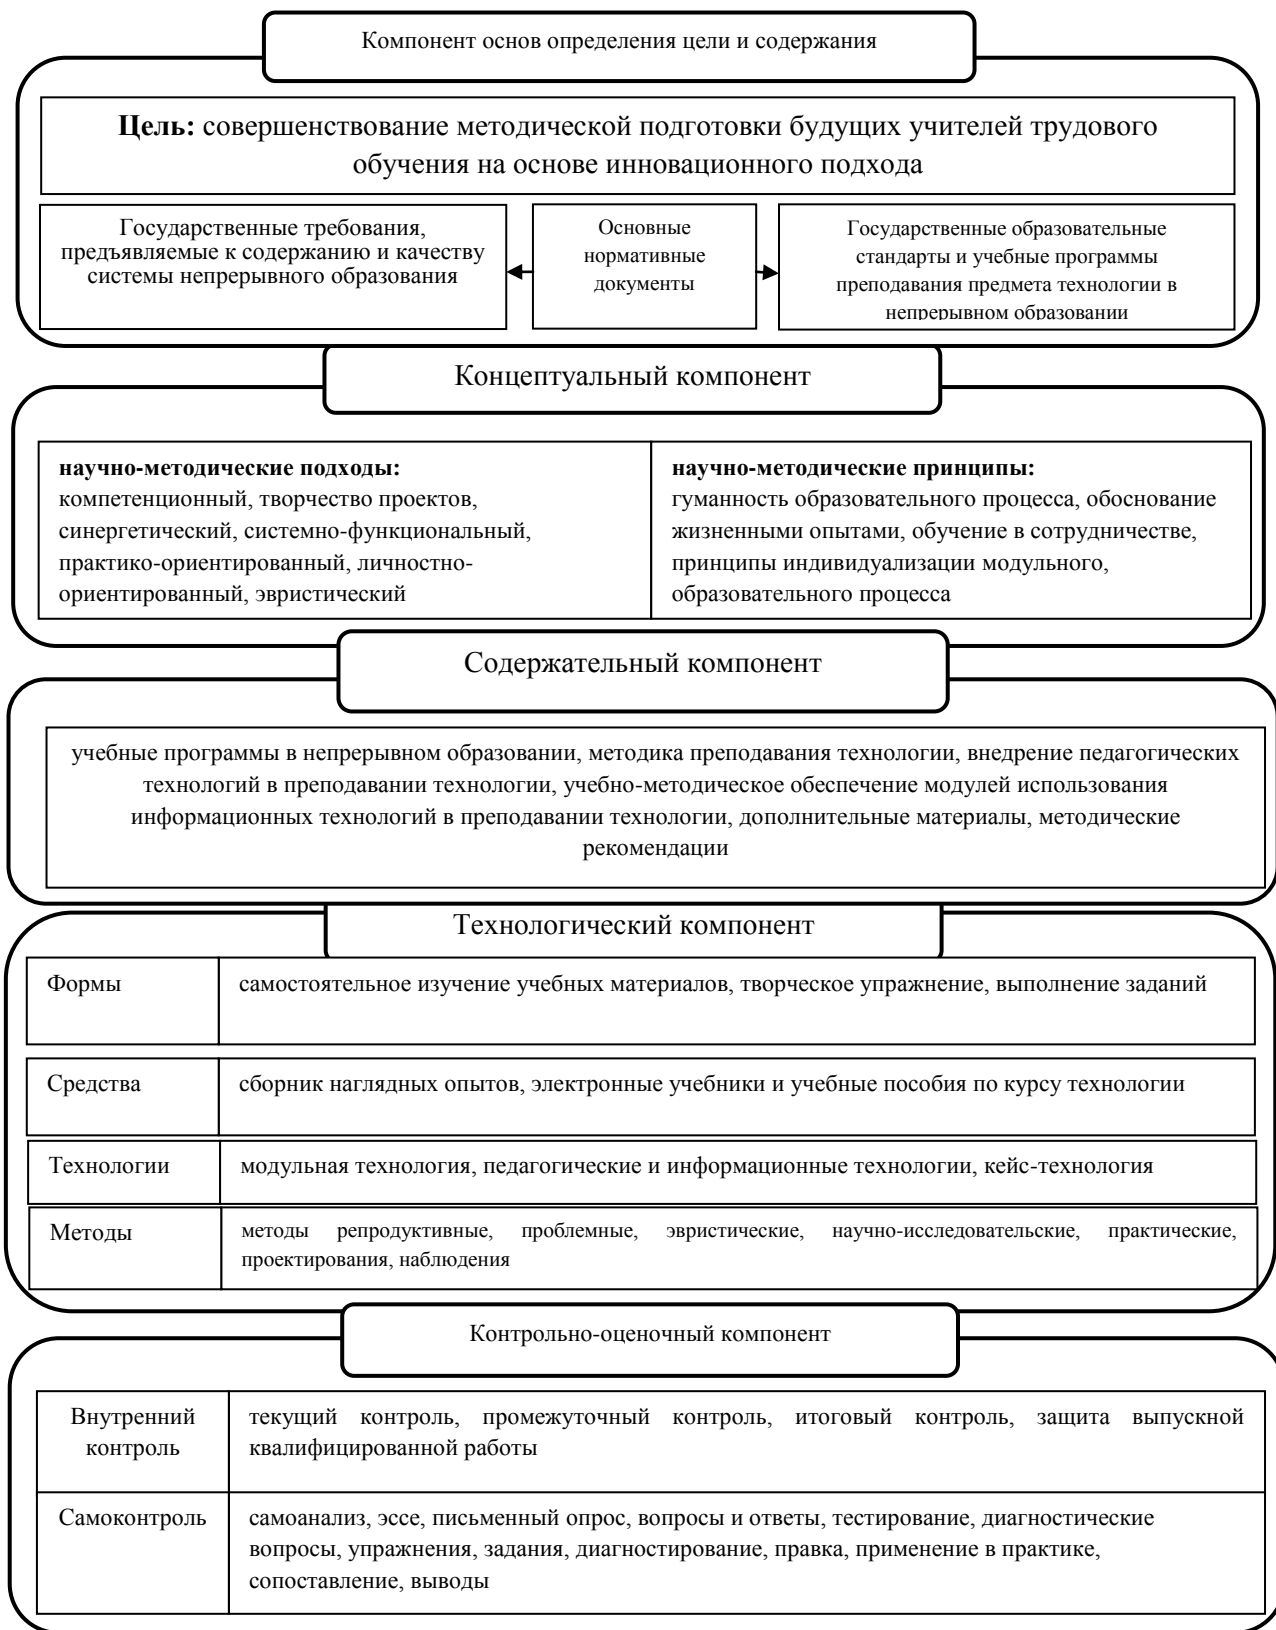 Компонент основ определения цели и содержания
Цель: совершенствование методической подготовки будущих учителей трудового
обучения на основе инновационного подхода
Государственные требования,
предъявляемые к содержанию и качеству
системы непрерывного образования
Основные
нормативные
документы
Государственные образовательные
стандарты и учебные программы
преподавания предмета технологии в
непрерывном образовании
Концептуальный компонент
научно-методические подходы:
компетенционный, творчество проектов,
синергетический, системно-функциональный,
практико-ориентированный, личностно-
ориентированный, эвристический
научно-методические принципы:
гуманность образовательного процесса, обоснование
жизненными опытами, обучение в сотрудничестве,
принципы индивидуализации модульного,
образовательного процесса
Содержательный компонент
учебные программы в непрерывном образовании, методика преподавания технологии, внедрение педагогических
технологий в преподавании технологии, учебно-методическое обеспечение модулей использования
информационных технологий в преподавании технологии, дополнительные материалы, методические
рекомендации
Технологический компонент
Формы
самостоятельное изучение учебных материалов, творческое упражнение, выполнение заданий
Средства
сборник наглядных опытов, электронные учебники и учебные пособия по курсу технологии
Технологии
модульная технология, педагогические и информационные технологии, кейс-технология
Методы
методы репродуктивные, проблемные, эвристические, научно-исследовательские, практические,
проектирования, наблюдения
Контрольно-оценочный компонент
Внутренний
контроль
текущий контроль, промежуточный контроль, итоговый контроль, защита выпускной
квалифицированной работы
Самоконтроль
самоанализ, эссе, письменный опрос, вопросы и ответы, тестирование, диагностические
вопросы, упражнения, задания, диагностирование, правка, применение в практике,
сопоставление, выводы